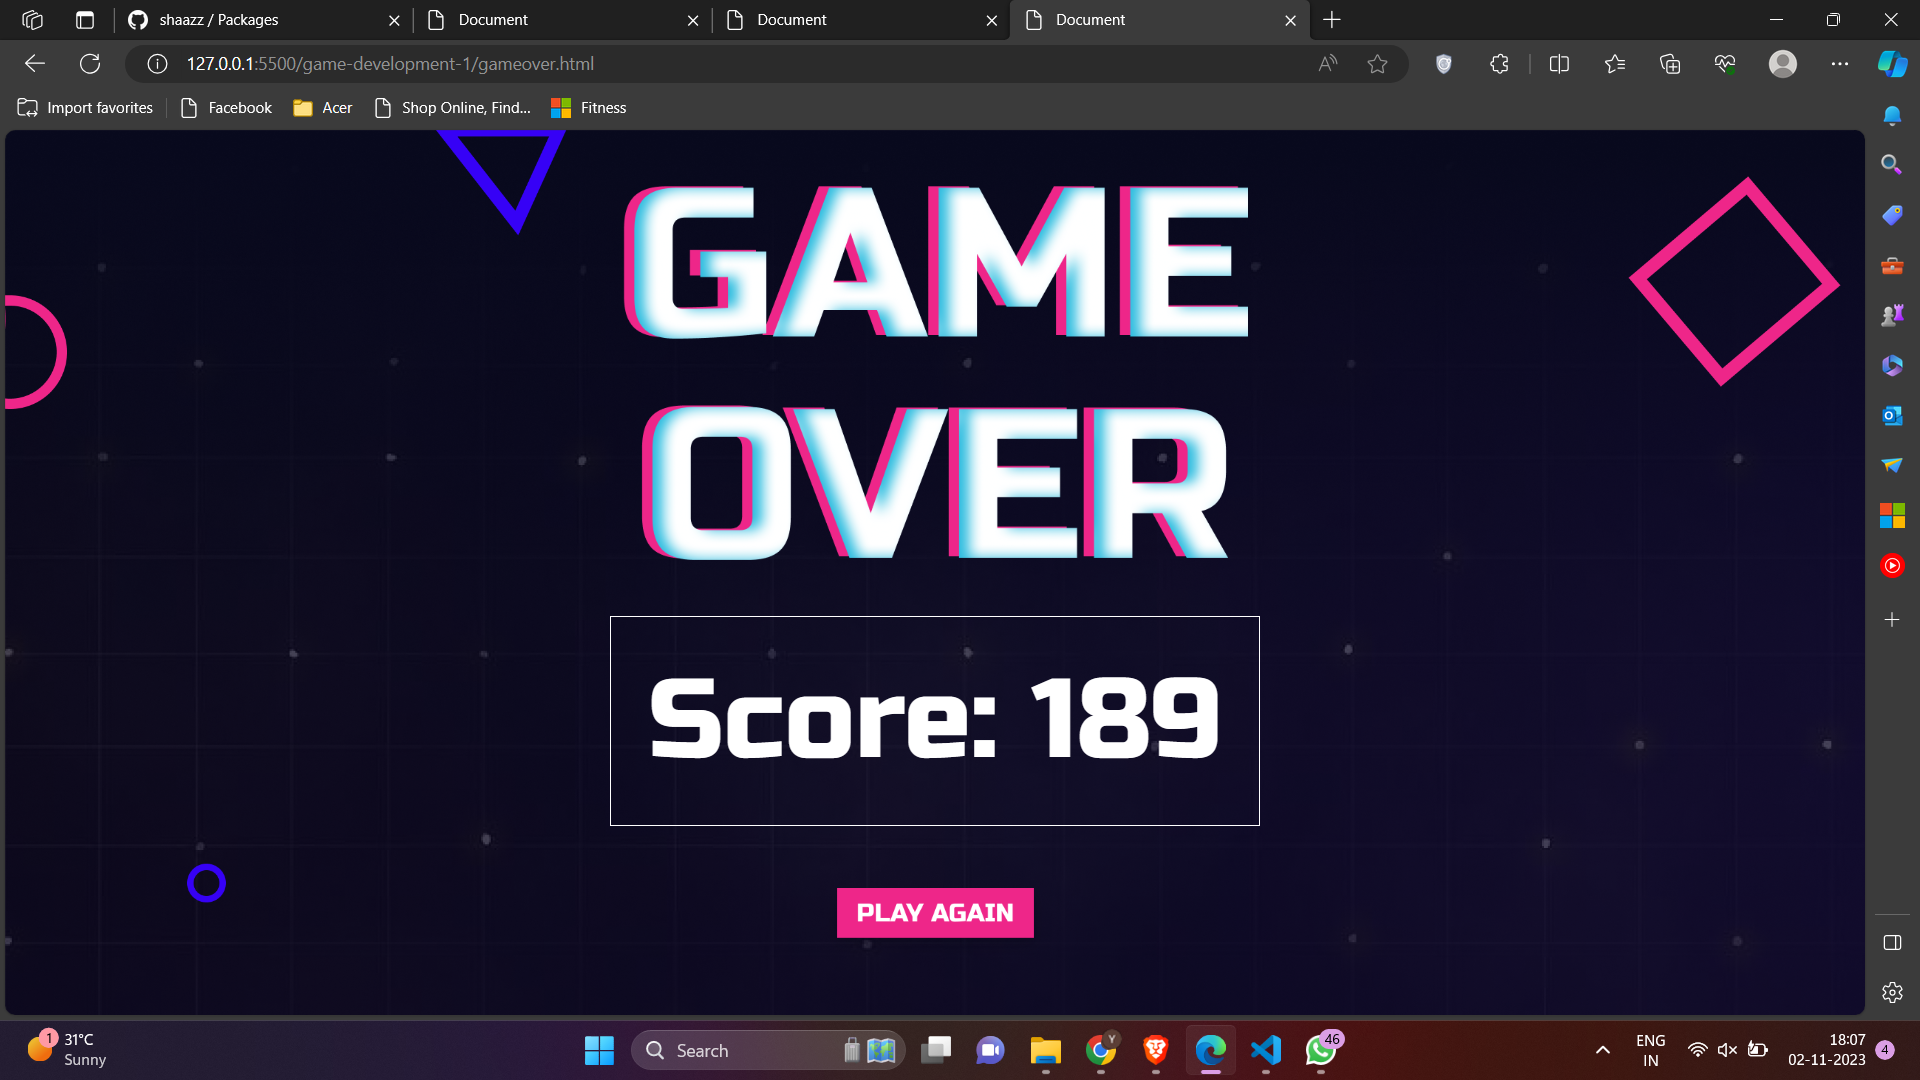 shaazz / Packages
Document
Document
Document
127.0.0.1:5500/game-development-1/gameover.html
Import favorites
Facebook
Acer
Shop Online, Find...
Fitness
GAME
OVER
Score: 189
PLAY AGAIN
1
31°C
Sunny
Search
Y
46
ENG
IN
18:07
02-11-2023
4